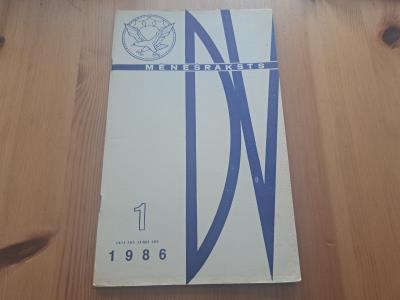 DV
MĒNEŠRAKSTS
1
1986